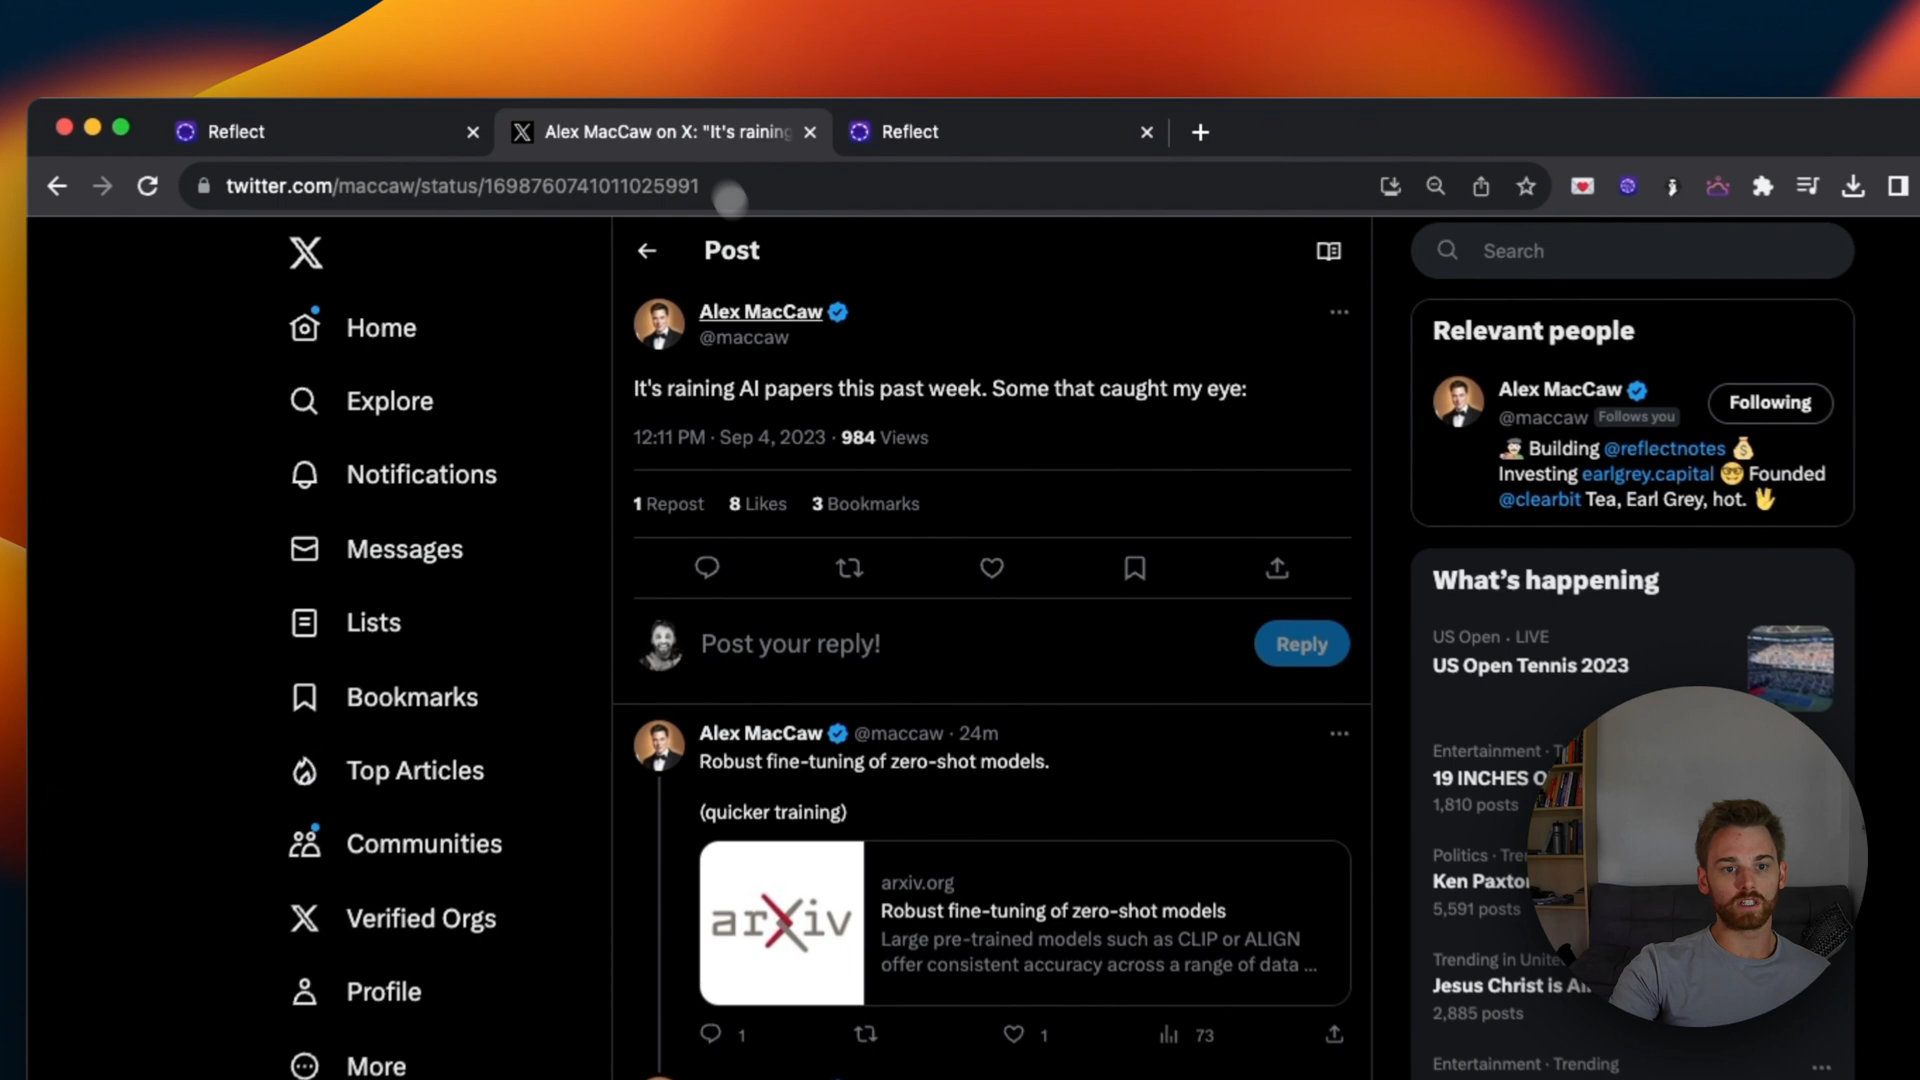 Reflect
Alex MacCaw on X: "It's raining
Reflect
twitter.com/maccaw/status/1698760741011025991
Home
Explore
Notifications
Messages
Lists
Bookmarks
Top Articles
Communities
Verified Orgs
Profile
More
Post
Alex MacCaw
@maccaw
It's raining AI papers this past week. Some that caught my eye:
12:11 PM · Sep 4, 2023 · 984 Views
1 Repost 8 Likes 3 Bookmarks
Post your reply!
Reply
Alex MacCaw @maccaw · 24m
Robust fine-tuning of zero-shot models.
(quicker training)
arXiv
arxiv.org
Robust fine-tuning of zero-shot models
Large pre-trained models such as CLIP or ALIGN
offer consistent accuracy across a range of data ...
1 1 73
Search
Relevant people
Alex MacCaw
@maccaw Follows you
Following
Building @reflectnotes
Investing earlgrey.capital Founded
@clearbit Tea, Earl Grey, hot.
What's happening
US Open · LIVE
US Open Tennis 2023
Entertainment ·
19 INCHES
1,810 posts
Politics ·
Ken
5,591 posts
Trending in
Jesus Christ is
2,885 posts
Entertainment · Trending